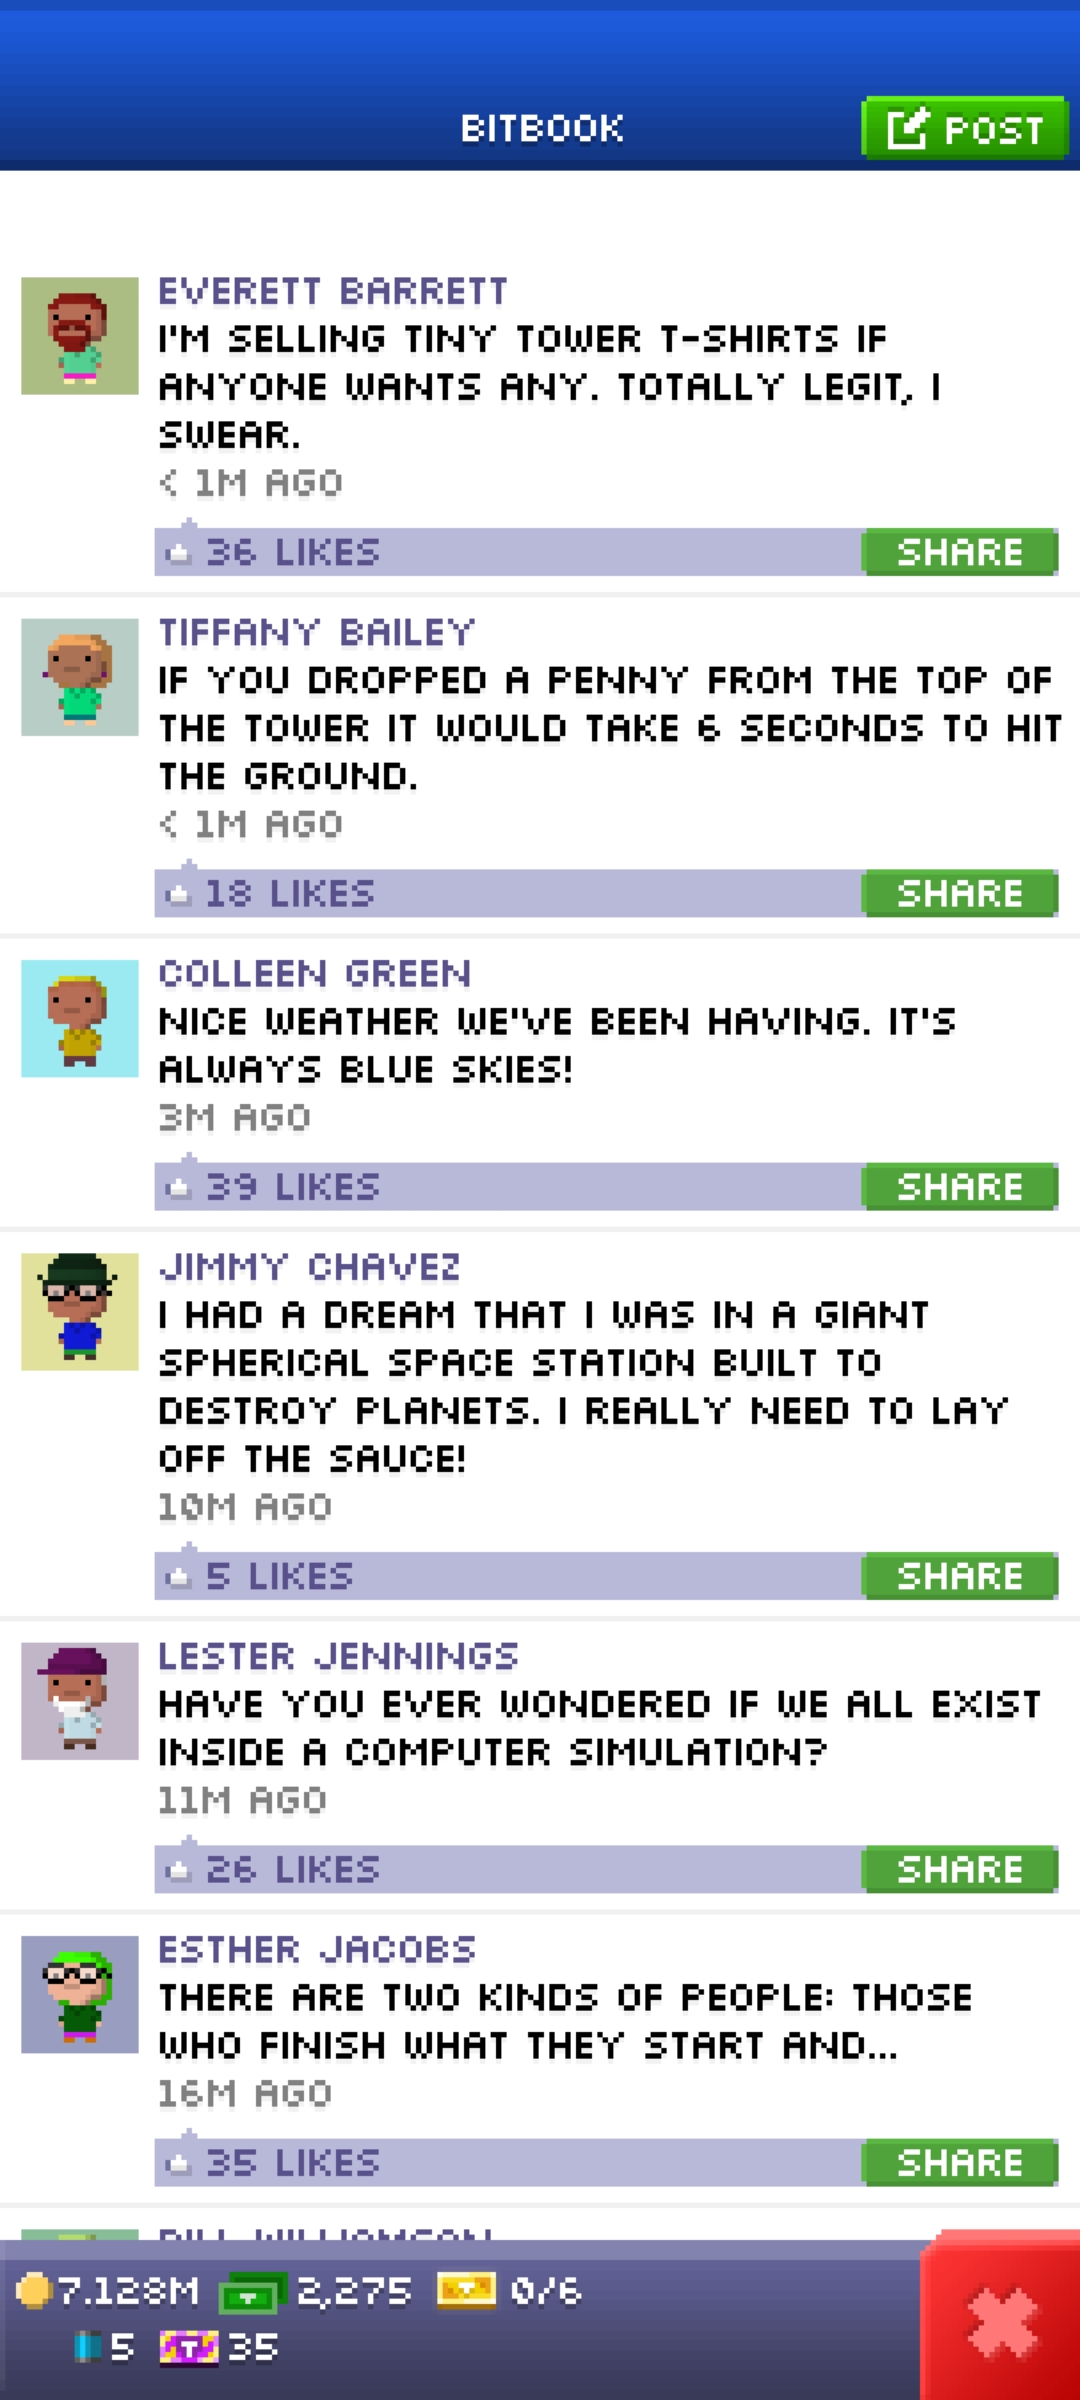 BITBOOK
POST
EVERETT BARRETT
I'M SELLING TINY TOWER T-SHIRTS IF
ANYONE WANTS ANY. TOTALLY LEGIT, I
SWEAR.
< 1M AGO
36 LIKES
SHARE
TIFFANY BAILEY
IF YOU DROPPED A PENNY FROM THE TOP OF
THE TOWER IT WOULD TAKE 6 SECONDS TO HIT
THE GROUND.
< 1M AGO
18 LIKES
SHARE
COLLEEN GREEN
NICE WEATHER WE'VE BEEN HAVING. IT'S
ALWAYS BLUE SKIES!
3M AGO
39 LIKES
SHARE
JIMMY CHAVEZ
I HAD A DREAM THAT I WAS IN A GIANT
SPHERICAL SPACE STATION BUILT TO
DESTROY PLANETS. I REALLY NEED TO LAY
OFF THE SAUCE!
10M AGO
5 LIKES
SHARE
LESTER JENNINGS
HAVE YOU EVER WONDERED IF WE ALL EXIST
INSIDE A COMPUTER SIMULATION?
11M AGO
26 LIKES
SHARE
ESTHER JACOBS
THERE ARE TWO KINDS OF PEOPLE: THOSE
WHO FINISH WHAT THEY START AND...
16M AGO
35 LIKES
SHARE
7.128M 2,275 0/6
5 T 35